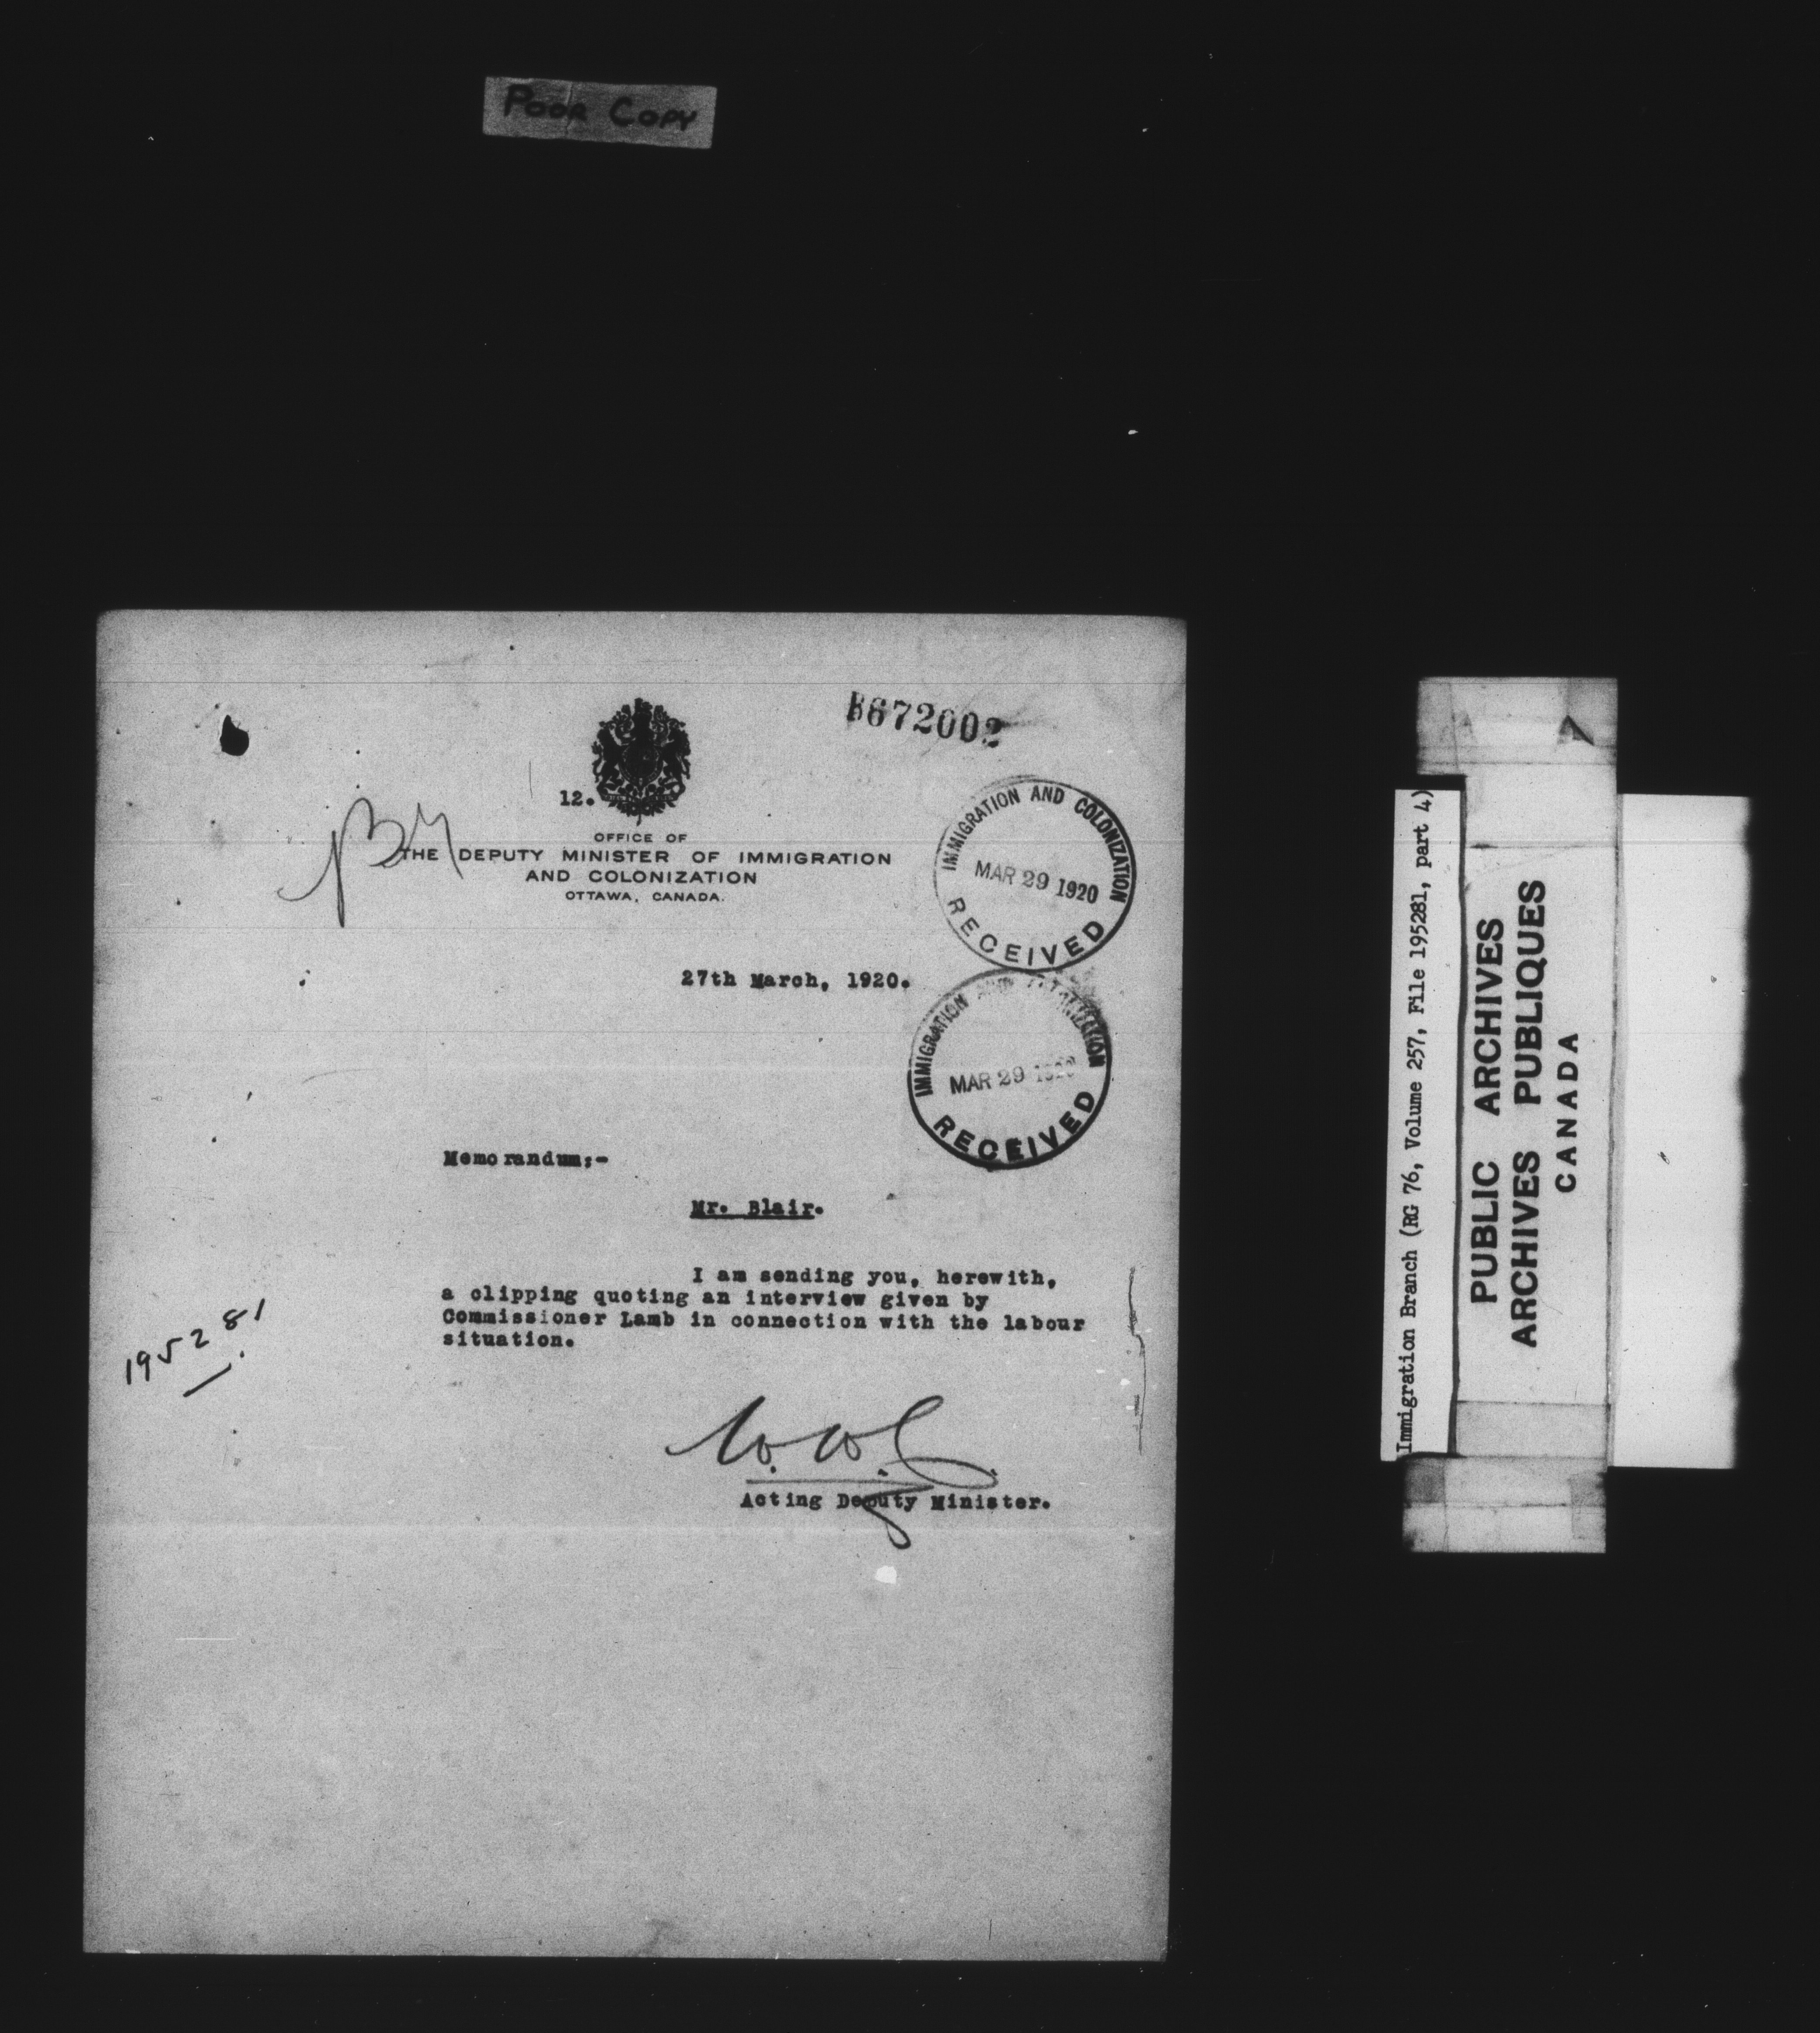 POOR COPY
B672002
12.
OFFICE OF
THE DEPUTY MINISTER OF IMMIGRATION
AND COLONIZATION
OTTAWA, CANADA.
IMMIGRATION AND COLONIZATION
MAR 29 1920
RECEIVED
27th March, 1920.
IMMIGRATION AND COLONIZATION
MAR 29 1920
RECEIVED
Memorandum;-
Mr. Blair.
I am sending you, herewith,
a clipping quoting an interview given by
Commissioner Lamb in connection with the labour
situation.
195281
Acting Deputy Minister.
Immigration Branch (RG 76, Volume 257, File 195281, part 4)
PUBLIC ARCHIVES
ARCHIVES PUBLIQUES
CANADA